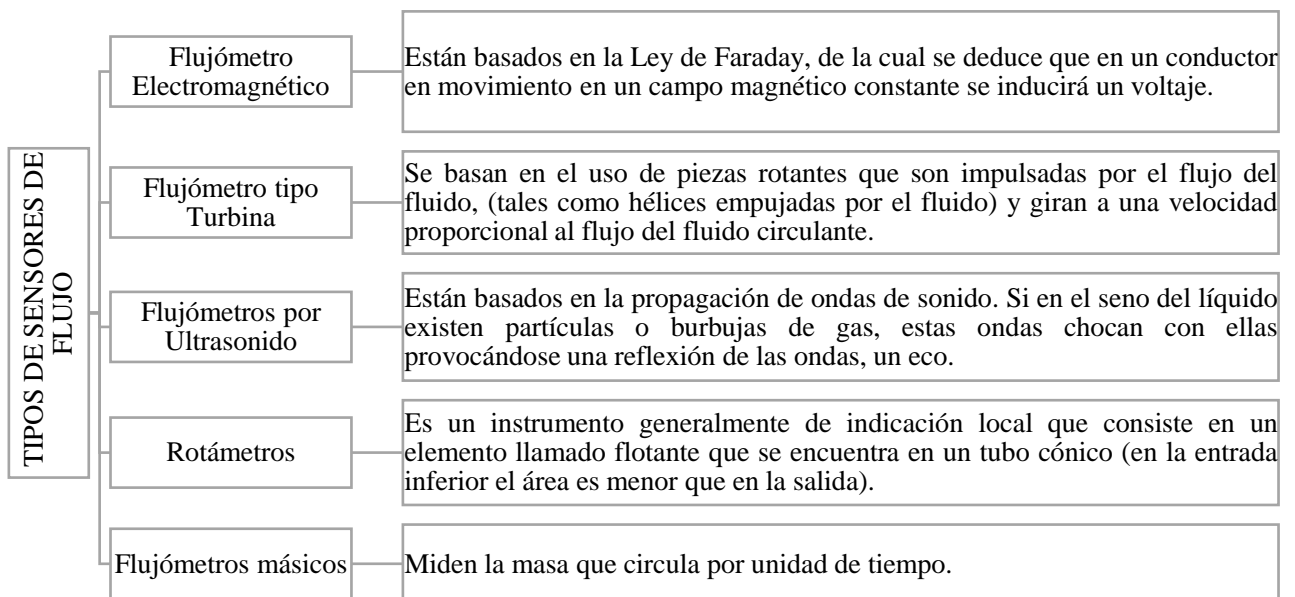 TIPOS DE SENSORES DE
FLUJO
Flujómetro
Electromagnético
Están basados en la Ley de Faraday, de la cual se deduce que en un conductor
en movimiento en un campo magnético constante se inducirá un voltaje.
Flujómetro tipo
Turbina
Se basan en el uso de piezas rotantes que son impulsadas por el flujo del
fluido, (tales como hélices empujadas por el fluido) y giran a una velocidad
proporcional al flujo del fluido circulante.
Flujómetros por
Ultrasonido
Están basados en la propagación de ondas de sonido. Si en el seno del líquido
existen partículas o burbujas de gas, estas ondas chocan con ellas
provocándose una reflexión de las ondas, un eco.
Rotámetros
Es un instrumento generalmente de indicación local que consiste en un
elemento llamado flotante que se encuentra en un tubo cónico (en la entrada
inferior el área es menor que en la salida).
Flujómetros másicos
Miden la masa que circula por unidad de tiempo.